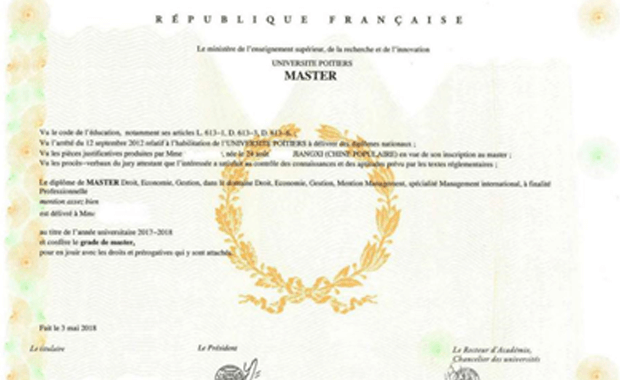 RÉPUBLIQUE FRANÇAISE
Le ministère de l'enseignement supérieur, de la recherche et de l'innovation
UNIVERSITE POITIERS
MASTER
Vu le code de l'éducation, notamment ses articles L. 613-1, D. 613-3, D. 613-6,
Vu l'arrêté du 12 septembre 2012 relatif à l'habilitation de l'UNIVERSITE POITIERS à délivrer des diplômes nationaux ;
Vu les pièces justificatives produites par Mme , née le 24 août JIANGXI (CHINE POPULAIRE) en vue de son inscription au master ;
Vu les procès-verbaux du jury attestant que l'intéressée a satisfait au contrôle des connaissances et des aptitudes prévu par les textes réglementaires ;
Le diplôme de MASTER Droit, Economie, Gestion, dans le domaine Droit, Economie, Gestion, Mention Management, spécialité Management international, à finalité
Professionnelle
mention assez bien
est délivré à Mme
au titre de l'année universitaire 2017-2018
et confère le grade de master,
pour en jouir avec les droits et prérogatives qui y sont attachés.
Fait le 3 mai 2018
Le titulaire
Le Président
Le Recteur d'Académie,
Chancelier des universités